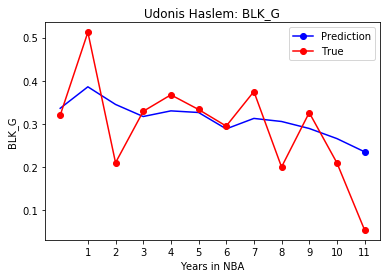 Udonis Haslem: BLK_G
Prediction
True
BLK_G
0.5
0.4
0.3
0.2
0.1
1 2 3 4 5 6 7 8 9 10 11
Years in NBA